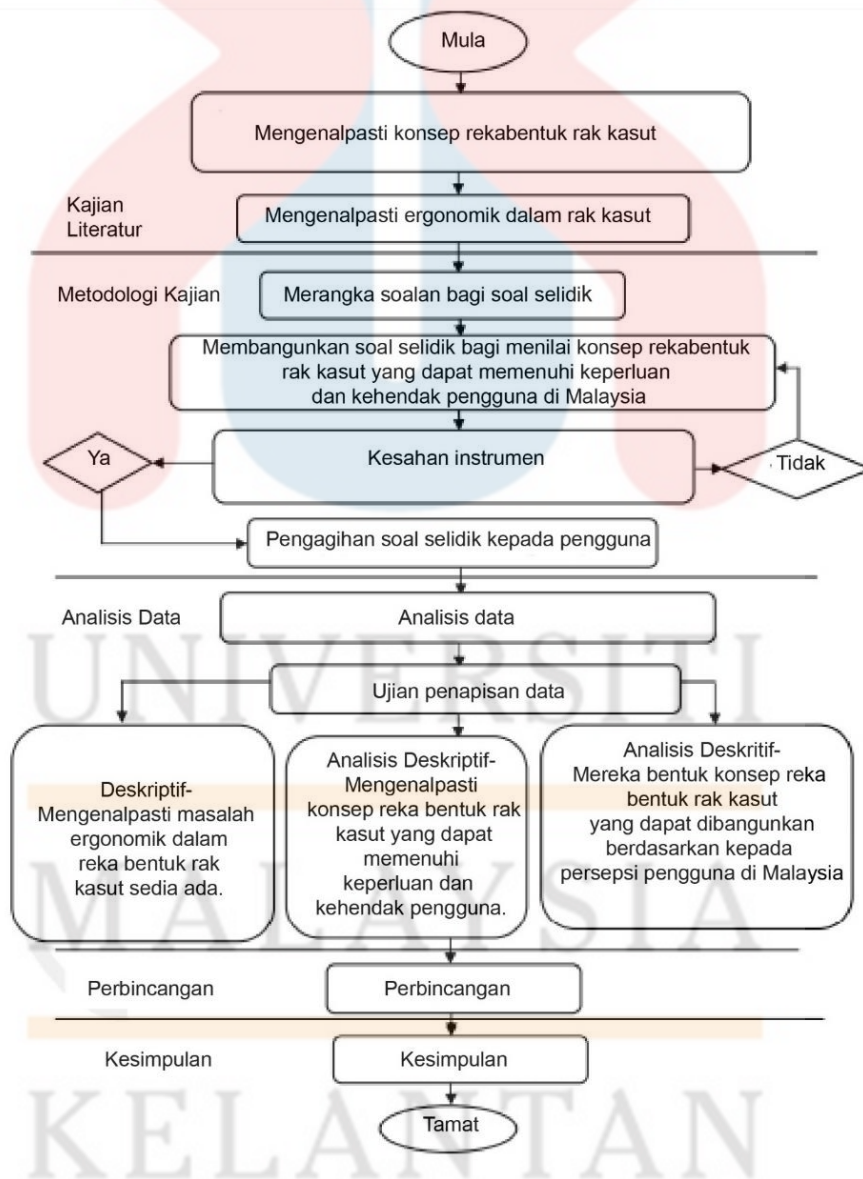 Mula
Mengenalpasti konsep rekabentuk rak kasut
Kajian
Literatur
Mengenalpasti ergonomik dalam rak kasut
Metodologi Kajian
Merangka soalan bagi soal selidik
Membangunkan soal selidik bagi menilai konsep rekabentuk
rak kasut yang dapat memenuhi keperluan
dan kehendak pengguna di Malaysia
Ya
Kesahan instrumen
Tidak
Pengagihan soal selidik kepada pengguna
Analisis Data
Analisis data
UNIVERSITI
Ujian penapisan data
Deskriptif-
Mengenalpasti masalah
ergonomik dalam
reka bentuk rak
kasut sedia ada.
Analisis Deskriptif-
Mengenalpasti
konsep reka bentuk rak
kasut yang dapat
memenuhi
keperluan dan
kehendak pengguna.
Analisis Deskritif-
Mereka bentuk konsep reka
bentuk rak kasut
yang dapat dibangunkan
berdasarkan kepada
persepsi pengguna di Malaysia
MALAYSIA
Perbincangan
Perbincangan
Kesimpulan
Kesimpulan
Tamat
KELANTAN